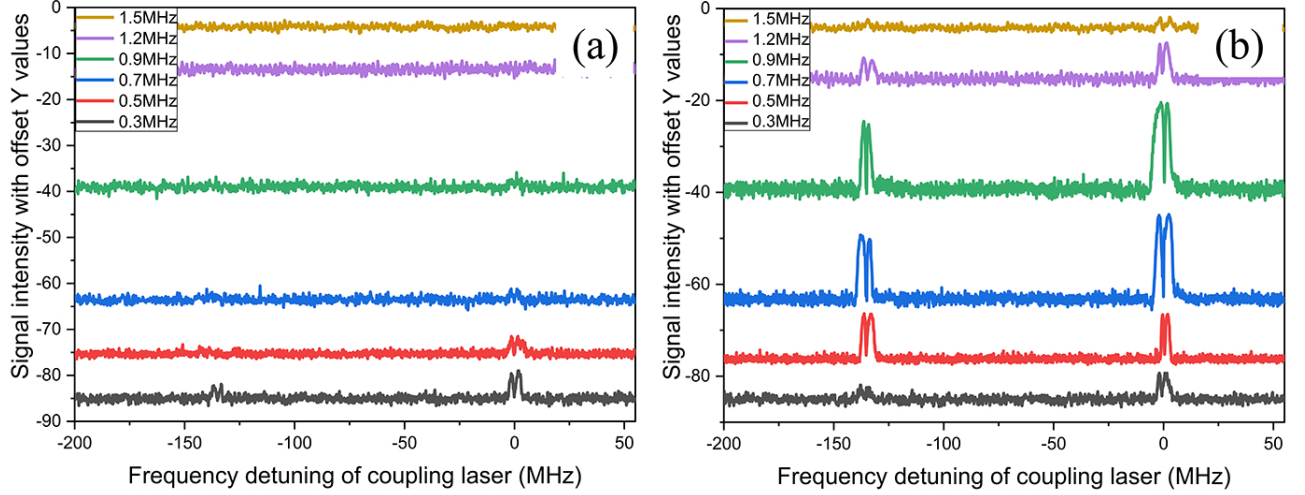 Signal intensity with offset Y values
0
-10
-20
-30
-40
-50
-60
-70
-80
-90
1.5MHz
1.2MHz
0.9MHz
0.7MHz
0.5MHz
0.3MHz
(a)
-200 -150 -100 -50 0 50
Frequency detuning of coupling laser (MHz)
Signal intensity with offset Y values
0
-20
-40
-60
-80
1.5MHz
1.2MHz
0.9MHz
0.7MHz
0.5MHz
0.3MHz
(b)
-200 -150 -100 -50 0 50
Frequency detuning of coupling laser (MHz)